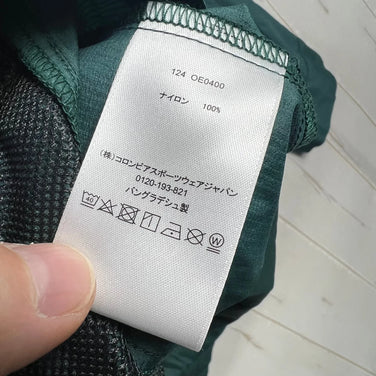 124 OE0400
ナイロン 100%
(株)コロンビアスポーツウェアジャパン
0120-193-821
バングラデシュ製
40
W